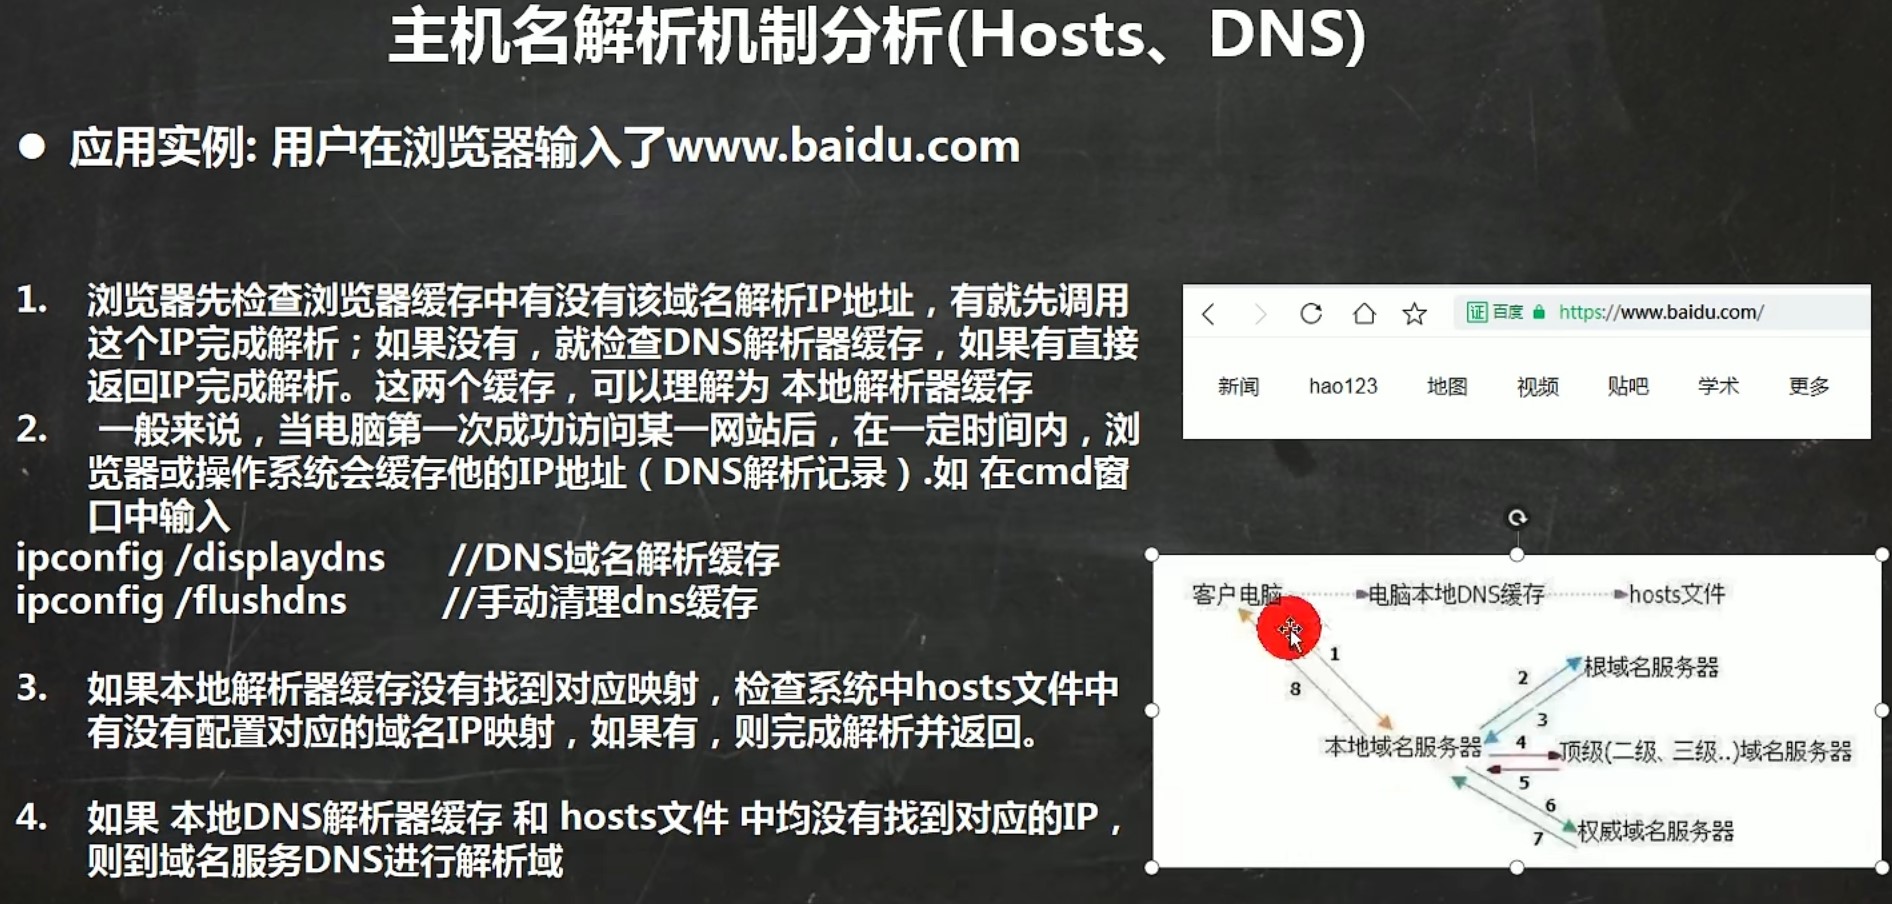 主机名解析机制分析(Hosts、DNS)
● 应用实例: 用户在浏览器输入了www.baidu.com
1. 浏览器先检查浏览器缓存中有没有该域名解析IP地址，有就先调用
这个IP完成解析；如果没有，就检查DNS解析器缓存，如果有直接
返回IP完成解析。这两个缓存，可以理解为 本地解析器缓存
2. 一般来说，当电脑第一次成功访问某一网站后，在一定时间内，浏
览器或操作系统会缓存他的IP地址（DNS解析记录）.如 在cmd窗
口中输入
ipconfig /displaydns //DNS域名解析缓存
ipconfig /flushdns //手动清理dns缓存
3. 如果本地解析器缓存没有找到对应映射，检查系统中hosts文件中
有没有配置对应的域名IP映射，如果有，则完成解析并返回。
4. 如果 本地DNS解析器缓存 和 hosts文件 中均没有找到对应的IP，
则到域名服务DNS进行解析域
证 百度 https://www.baidu.com/
新闻 hao123 地图 视频 贴吧 学术 更多
客户电脑 电脑本地DNS缓存 hosts文件
1
8
2
根域名服务器
3
本地域名服务器
4
顶级(二级、三级..)域名服务器
5
6
权威域名服务器
7